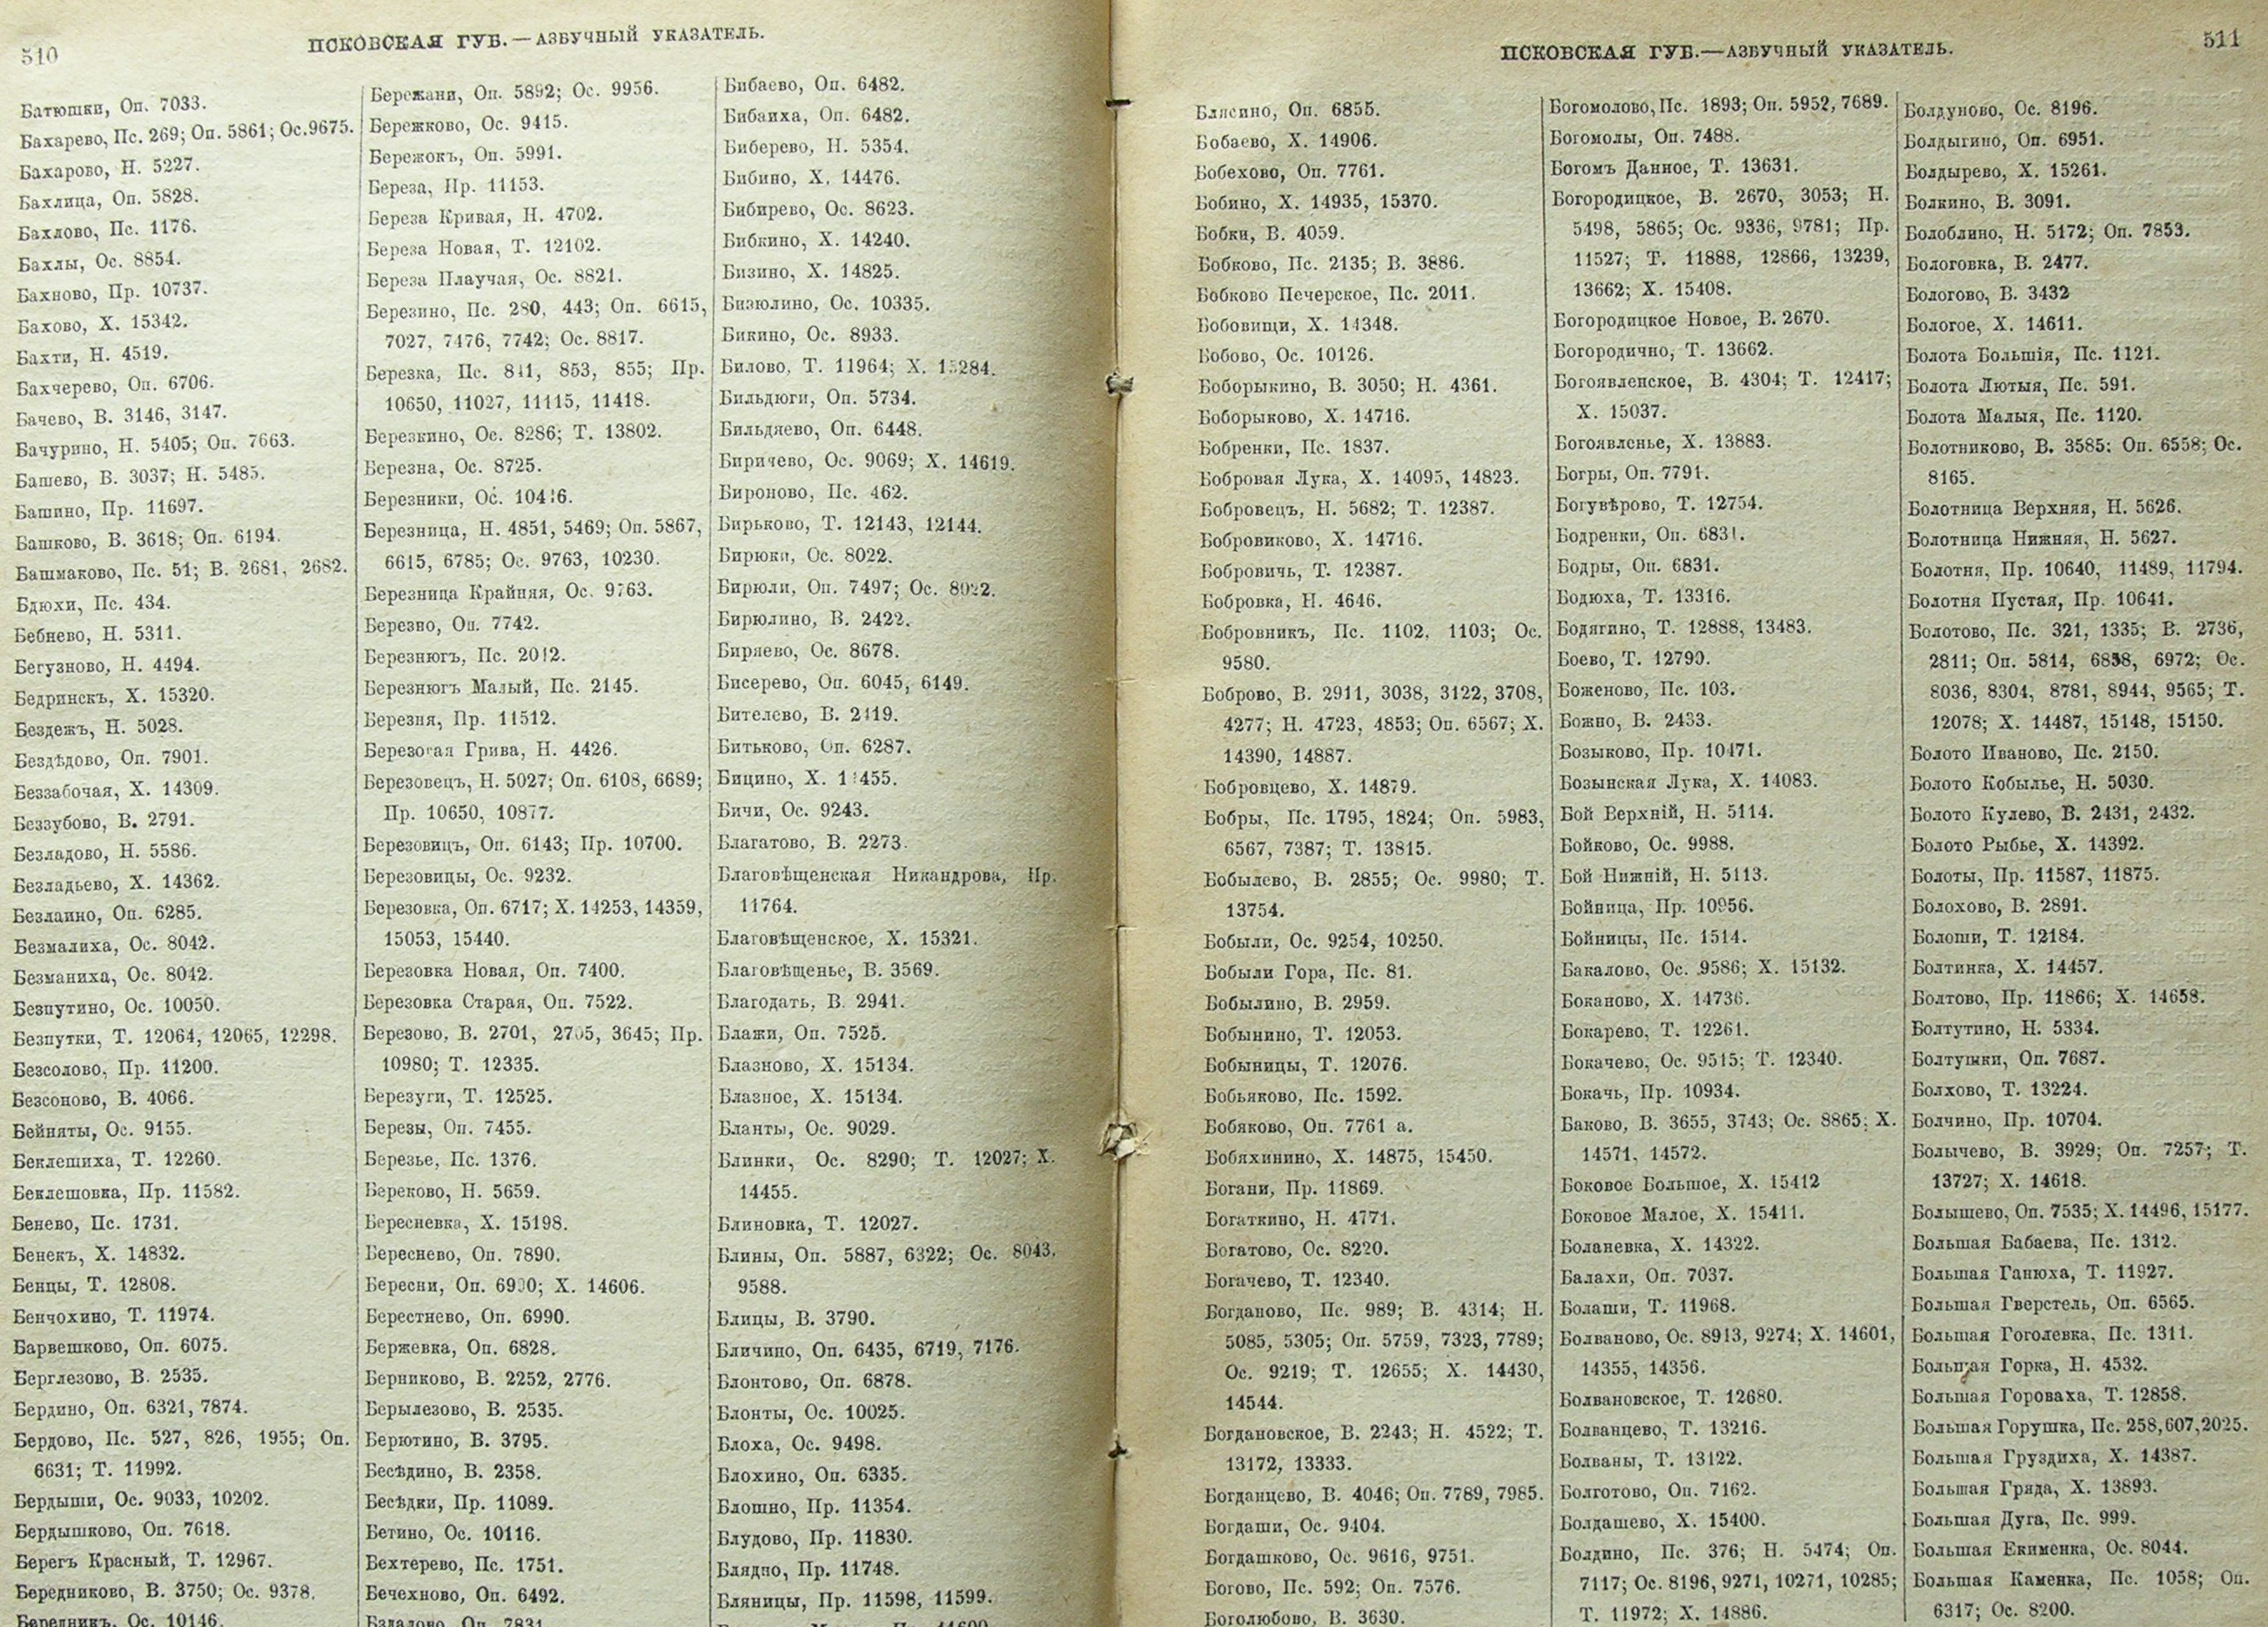 510
ПСКОВСКАЯ ГУБ.—АЗБУЧНЫЙ УКАЗАТЕЛЬ.
Батюшки, Оп. 7033.
Бахарево, Пс. 269; Оп. 5861; Ос. 9675.
Бахарово, Н. 5227.
Бахлица, Оп. 5828.
Бахлово, Пс. 1176.
Бахлы, Ос. 8854.
Бахново, Пр. 10737.
Бахово, Х. 15342.
Бахти, Н. 4519.
Бахчерево, Оп. 6706.
Бачево, В. 3146, 3147.
Бачурино, Н. 5405; Оп. 7663.
Башево, В. 3037; Н. 5485.
Башино, Пр. 11697.
Башково, В. 3618; Оп. 6194.
Башмаково, Пс. 51; В. 2681, 2682.
Бдюхи, Пс. 434.
Бебнево, Н. 5311.
Бегузново, Н. 4494.
Бедринскъ, Х. 15320.
Бездежъ, Н. 5028.
Бездѣдово, Оп. 7901.
Беззабочая, Х. 14309.
Беззубово, В. 2791.
Безладово, Н. 5586.
Безладьево, Х. 14362.
Безлаино, Оп. 6285.
Безмалиха, Ос. 8042.
Безманиха, Ос. 8042.
Безпутино, Ос. 10050.
Безпутки, Т. 12064, 12065, 12298.
Безсолово, Пр. 11200.
Безсоново, В. 4066.
Бейняты, Ос. 9155.
Беклешиха, Т. 12260.
Беклешовка, Пр. 11582.
Бенево, Пс. 1731.
Бенекъ, Х. 14832.
Бенцы, Т. 12808.
Бенчохино, Т. 11974.
Барвешково, Оп. 6075.
Берглезово, В. 2535.
Бердино, Оп. 6321, 7874.
Бердово, Пс. 527, 826, 1955; Оп.
6631; Т. 11992.
Бердыши, Ос. 9033, 10202.
Бердышково, Оп. 7618.
Берегъ Красный, Т. 12967.
Бередниково, В. 3750; Ос. 9378.
Бередникъ, Ос. 10146.
Бережани, Оп. 5892; Ос. 9956.
Бережково, Ос. 9415.
Бережокъ, Оп. 5991.
Береза, Пр. 11153.
Береза Кривая, Н. 4702.
Береза Новая, Т. 12102.
Береза Плаучая, Ос. 8821.
Березино, Пс. 280, 443; Оп. 6615,
7027, 7476, 7742; Ос. 8817.
Березка, Пс. 841, 853, 855; Пр.
10650, 11027, 11115, 11418.
Березкино, Ос. 8286; Т. 13802.
Березна, Ос. 8725.
Березники, Ос. 10416.
Березница, Н. 4851, 5469; Оп. 5867,
6615, 6785; Ос. 9763, 10230.
Березница Крайняя, Ос. 9763.
Березно, Оп. 7742.
Березнюгъ, Пс. 2012.
Березнюгъ Малый, Пс. 2145.
Березня, Пр. 11512.
Березовая Грива, Н. 4426.
Березовецъ, Н. 5027; Оп. 6108, 6689;
Пр. 10650, 10877.
Березовицъ, Оп. 6143; Пр. 10700.
Березовицы, Ос. 9232.
Березовка, Оп. 6717; Х. 14253, 14359,
15053, 15440.
Березовка Новая, Оп. 7400.
Березовка Старая, Оп. 7522.
Березово, В. 2701, 2705, 3645; Пр.
10980; Т. 12335.
Березуги, Т. 12525.
Березы, Оп. 7455.
Березье, Пс. 1376.
Береково, Н. 5659.
Бересневка, Х. 15198.
Береснево, Оп. 7890.
Бересни, Оп. 6990; Х. 14606.
Берестнево, Оп. 6990.
Бержевка, Оп. 6828.
Берниково, В. 2252, 2776.
Берылезово, В. 2535.
Берютино, В. 3795.
Бесѣдино, В. 2358.
Бесѣдки, Пр. 11089.
Бетино, Ос. 10116.
Бехтерево, Пс. 1751.
Бечехново, Оп. 6492.
Оп. 7831
Бибаево, Оп. 6482.
Бибаиха, Оп. 6482.
Биберево, Н. 5354.
Бибино, Х. 14476.
Бибирево, Ос. 8623.
Бибкино, Х. 14240.
Бизино, Х. 14825.
Бизюлино, Ос. 10335.
Бикино, Ос. 8933.
Билово, Т. 11964; Х.
Бильдюги, Оп. 5734.
Бильдяево, Оп. 6448.
Биричево, Ос. 9069; Х. 14619.
Бироново, Пс. 462.
Бирьково, Т. 12143, 12144.
Бирюки, Ос. 8022.
Бирюли, Оп. 7497; Ос. 8022.
Бирюлино, В. 2422.
Биряево, Ос. 8678.
Бисерево, Оп. 6045, 6149.
Бителево, В. 2419.
Битьково, Оп. 6287.
Бицино, Х.
Бичи, Ос. 9243.
Благатово, В. 2273.
Благовѣщенская Никандрова, Пр.
11764.
Благовѣщенское, Х. 15321.
Благовѣщенье, В. 3569.
Благодать, В. 2941.
Блажи, Оп. 7525.
Блазново, Х. 15134.
Блазное, Х. 15134.
Бланты, Ос. 9029.
Блинки, Ос. 8290; Т. 12027; Х.
14455.
Блиновка, Т. 12027.
Блины, Оп. 5887, 6322; Ос. 8043,
9588.
Блицы, В. 3790.
Бличино, Оп. 6435, 6719, 7176.
Блонтово, Оп. 6878.
Блонты, Ос. 10025.
Блоха, Ос. 9498.
Блохино, Оп. 6335.
Блошно, Пр. 11354.
Блудово, Пр. 11830.
Блядно, Пр. 11748.
Бляницы, Пр. 11598, 11599.
511
ПСКОВСКАЯ ГУБ.—АЗБУЧНЫЙ УКАЗАТЕЛЬ.
Блясино, Оп. 6855.
Бобаево, Х. 14906.
Бобехово, Оп. 7761.
Бобино, Х. 14935, 15370.
Бобки, В. 4059.
Бобково, Пс. 2135; В. 3886.
Бобково Печерское, Пс. 2011.
Бобовищи, Х. 14348.
Бобово, Ос. 10126.
Боборыкино, В. 3050; Н. 4361.
Боборыково, Х. 14716.
Бобренки, Пс. 1837.
Бобровая Лука, Х. 14095, 14823.
Бобровецъ, Н. 5682; Т. 12387.
Бобровиково, Х. 14716.
Бобровичь, Т. 12387.
Бобровка, Н. 4646.
Бобровникъ, Пс. 1102, 1103; Ос.
9580.
Боброво, В. 2911, 3038, 3122, 3708,
4277; Н. 4723, 4853; Оп. 6567; Х.
14390, 14887.
Бобровцево, Х. 14879.
Бобры, Пс. 1795, 1824; Оп. 5983,
6567, 7387; Т. 13815.
Бобылево, В. 2855; Ос. 9980; Т.
13754.
Бобыли, Ос. 9254, 10250.
Бобыли Гора, Пс. 81.
Бобылино, В. 2959.
Бобынино, Т. 12053.
Бобыницы, Т. 12076.
Бобьяково, Пс. 1592.
Бобяково, Оп. 7761 а.
Бобяхинино, Х. 14875, 15450.
Богани, Пр. 11869.
Богаткино, Н. 4771.
Богатово, Ос. 8220.
Богачево, Т. 12340.
Богданово, Пс. 989; В. 4314; Н.
5085, 5305; Оп. 5759, 7323, 7789;
Ос. 9219; Т. 12655; Х. 14430,
14544.
Богдановское, В. 2243; Н. 4522; Т.
13172, 13333.
Богданцево, В. 4046; Оп. 7789, 7985.
Богдаши, Ос. 9404.
Богдашково, Ос. 9616, 9751.
Богово, Пс. 592; Оп. 7576.
Боголюбово, В. 3630.
Богомолово, Пс. 1893; Оп. 5952, 7689.
Богомолы, Оп. 7488.
Богомъ Данное, Т. 13631.
Богородицкое, В. 2670, 3053; Н.
5498, 5865; Ос. 9336, 9781; Пр.
11527; Т. 11888, 12866, 13239,
13662; Х. 15408.
Богородицкое Новое, В. 2670.
Богородично, Т. 13662.
Богоявленское, В. 4304; Т. 12417;
Х. 15037.
Богоявленье, Х. 13883.
Богры, Оп. 7791.
Богувѣрово, Т. 12754.
Бодренки, Оп. 6831.
Бодры, Оп. 6831.
Бодюха, Т. 13316.
Бодягино, Т. 12888, 13483.
Боево, Т. 12790.
Боженово, Пс. 103.
Божно, В. 2433.
Бозыково, Пр. 10471.
Бозынская Лука, Х. 14083.
Бой Верхній, Н. 5114.
Бойково, Ос. 9988.
Бой Нижній, Н. 5113.
Бойница, Пр. 10956.
Бойницы, Пс. 1514.
Бакалово, Ос. 9586; Х. 15132.
Боканово, Х. 14736.
Бокарево, Т. 12261.
Бокачево, Ос. 9515; Т. 12340.
Бокачь, Пр. 10934.
Баково, В. 3655, 3743; Ос. 8865; Х.
14571, 14572.
Боковое Большое, Х. 15412
Боковое Малое, Х. 15411.
Боланевка, Х. 14322.
Балахи, Оп. 7037.
Болаши, Т. 11968.
Болваново, Ос. 8913, 9274; Х. 14601,
14355, 14356.
Болвановское, Т. 12680.
Болванцево, Т. 13216.
Болваны, Т. 13122.
Болготово, Оп. 7162.
Болдашево, Х. 15400.
Болдино, Пс. 376; Н. 5474; Оп.
7117; Ос. 8196, 9271, 10271, 10285;
Т. 11972; Х. 14886.
Болдуново, Ос. 8196.
Болдыгино, Оп. 6951.
Болдырево, Х. 15261.
Болкино, В. 3091.
Болоблино, Н. 5172; Оп. 7853.
Бологовка, В. 2477.
Бологово, В. 3432
Бологое, Х. 14611.
Болота Большія, Пс. 1121.
Болота Лютыя, Пс. 591.
Болота Малыя, Пс. 1120.
Болотниково, В. 3585; Оп. 6558; Ос.
8165.
Болотница Верхняя, Н. 5626.
Болотница Нижняя, Н. 5627.
Болотня, Пр. 10640, 11489, 11794.
Болотня Пустая, Пр. 10641.
Болотово, Пс. 321, 1335; В. 2736,
2811; Оп. 5814, 6858, 6972; Ос.
8036, 8304, 8781, 8944, 9565; Т.
12078; Х. 14487, 15148, 15150.
Болото Иваново, Пс. 2150.
Болото Кобылье, Н. 5030.
Болото Кулево, В. 2431, 2432.
Болото Рыбье, Х. 14392.
Болоты, Пр. 11587, 11875.
Болохово, В. 2891.
Болоши, Т. 12184.
Болтинка, Х. 14457.
Болтово, Пр. 11866; Х. 14658.
Болтутино, Н. 5334.
Болтушки, Оп. 7687.
Болхово, Т. 13224.
Болчино, Пр. 10704.
Болычево, В. 3929; Оп. 7257; Т.
13727; Х. 14618.
Болышево, Оп. 7535; Х. 14496, 15177.
Большая Бабаева, Пс. 1312.
Большая Ганюха, Т. 11927.
Большая Гверстель, Оп. 6565.
Большая Гоголевка, Пс. 1311.
Большая Горка, Н. 4532.
Большая Гороваха, Т. 12858.
Большая Горушка, Пс. 258, 607, 2025.
Большая Груздиха, Х. 14387.
Большая Гряда, Х. 13893.
Большая Дуга, Пс. 999.
Большая Екименка, Ос. 8044.
Большая Каменка, Пс. 1058; Оп.
6317; Ос. 8200.